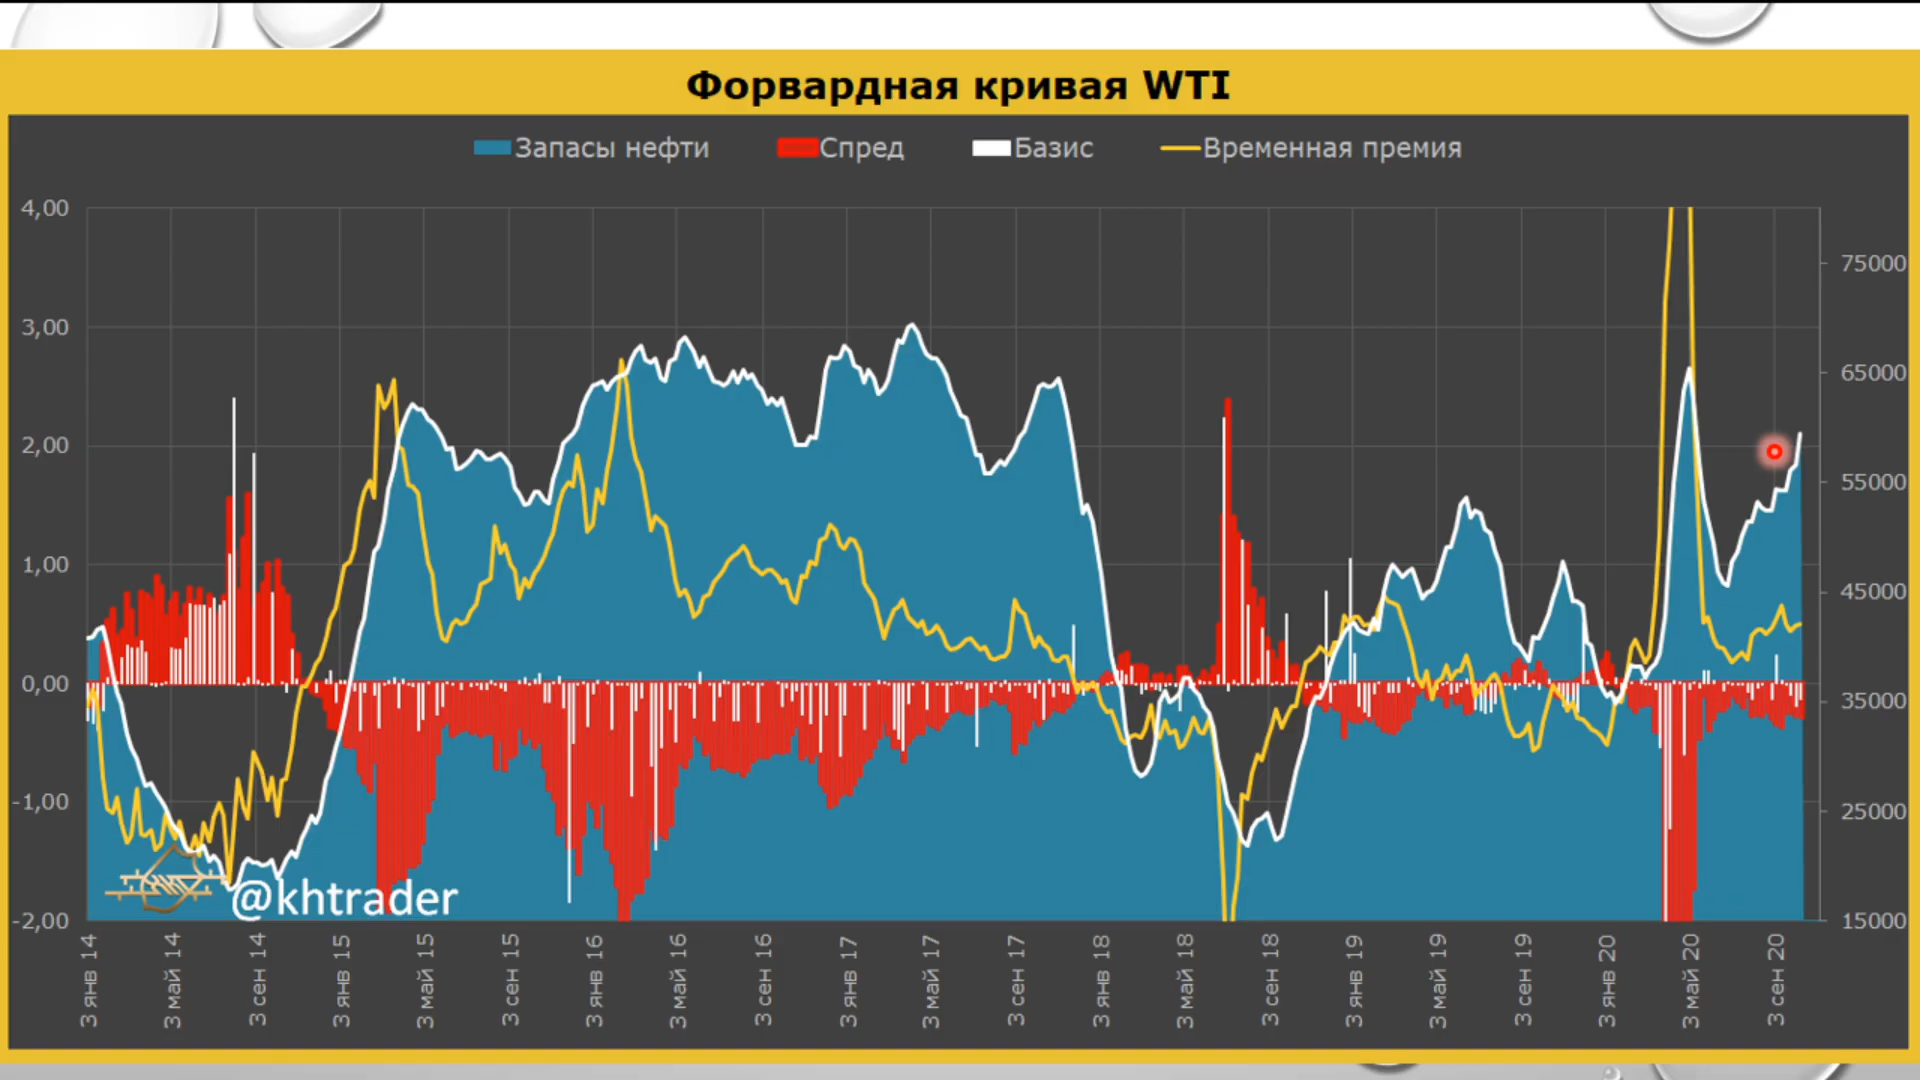 Форвардная кривая WTI
Запасы нефти Спред Базис Временная премия
4,00
3,00
2,00
1,00
0,00
-1,00
-2,00
75000
65000
55000
45000
35000
25000
15000
@khtrader
3 янв 14
3 май 14
3 сен 14
3 янв 15
3 май 15
3 сен 15
3 янв 16
3 май 16
3 сен 16
3 янв 17
3 май 17
3 сен 17
3 янв 18
3 май 18
3 сен 18
3 янв 19
3 май 19
3 сен 19
3 янв 20
3 май 20
3 сен 20